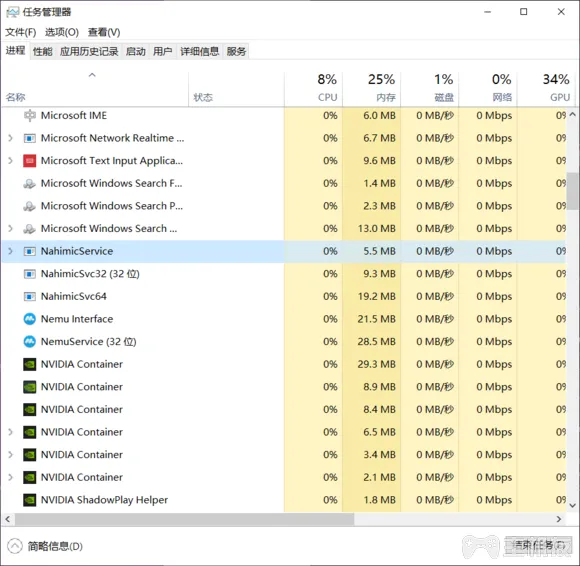 任务管理器
文件(F) 选项(O) 查看(V)
进程 性能 应用历史记录 启动 用户 详细信息 服务
8% 25% 1% 0% 34%
名称 状态 CPU 内存 磁盘 网络 GPU
Microsoft IME 0% 6.0 MB 0 MB/秒 0 Mbps 0%
Microsoft Network Realtime ... 0% 6.7 MB 0 MB/秒 0 Mbps 0%
Microsoft Text Input Applica... 0% 9.6 MB 0 MB/秒 0 Mbps 0%
Microsoft Windows Search F... 0% 1.4 MB 0 MB/秒 0 Mbps 0%
Microsoft Windows Search P... 0% 2.3 MB 0 MB/秒 0 Mbps 0%
Microsoft Windows Search ... 0% 13.0 MB 0 MB/秒 0 Mbps 0%
NahimicService 0% 5.5 MB 0 MB/秒 0 Mbps 0%
NahimicSvc32 (32 位) 0% 9.3 MB 0 MB/秒 0 Mbps 0%
NahimicSvc64 0% 19.2 MB 0 MB/秒 0 Mbps 0%
Nemu Interface 0% 21.5 MB 0 MB/秒 0 Mbps 0%
NemuService (32 位) 0% 28.5 MB 0 MB/秒 0 Mbps 0%
NVIDIA Container 0% 29.3 MB 0 MB/秒 0 Mbps 0%
NVIDIA Container 0% 8.9 MB 0 MB/秒 0 Mbps 0%
NVIDIA Container 0% 8.4 MB 0 MB/秒 0 Mbps 0%
NVIDIA Container 0% 6.5 MB 0 MB/秒 0 Mbps 0%
NVIDIA Container 0% 3.4 MB 0 MB/秒 0 Mbps 0%
NVIDIA Container 0% 2.1 MB 0 MB/秒 0 Mbps 0%
NVIDIA ShadowPlay Helper 0% 1.8 MB 0 MB/秒 0 Mbps 0%
简略信息(D) 结束任务(E)